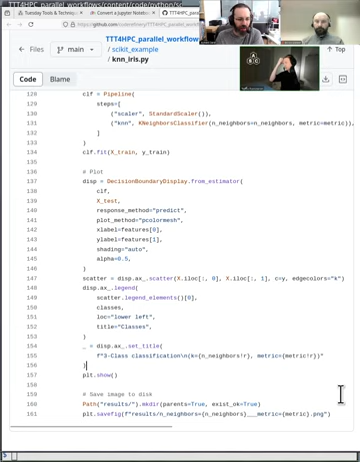 TTT4HPC_parallel_workflows/content/code/python/sc
Tuesday Tools & Techniqu
Convert a Jupyter Noteb
TTT4HPC_parallel_w
https://github.com/coderefinery/TTT4HPC_parallel_wo
Files
main
TTT4HPC_parallel_workflow
/ scikit_example
/ knn_iris.py
Top
Code
Blame
128 clf = Pipeline(
129 steps=[
130 ("scaler", StandardScaler()),
131 ("knn", KNeighborsClassifier(n_neighbors=n_neighbors, metric=metric)),
132 ]
133 )
134 clf.fit(X_train, y_train)
135
136 # Plot
137 disp = DecisionBoundaryDisplay.from_estimator(
138 clf,
139 X_test,
140 response_method="predict",
141 plot_method="pcolormesh",
142 xlabel=features[0],
143 ylabel=features[1],
144 shading="auto",
145 alpha=0.5,
146 )
147 scatter = disp.ax_.scatter(X.iloc[:, 0], X.iloc[:, 1], c=y, edgecolors="k")
148 disp.ax_.legend(
149 scatter.legend_elements()[0],
150 classes,
151 loc="lower left",
152 title="Classes",
153 )
154 _ = disp.ax_.set_title(
155 f"3-Class classification\n(k={n_neighbors!r}, metric={metric!r})"
156 )
157 plt.show()
158
159 # Save image to disk
160 Path("results/").mkdir(parents=True, exist_ok=True)
161 plt.savefig(f"results/n_neighbors={n_neighbors}___metric={metric}.png")